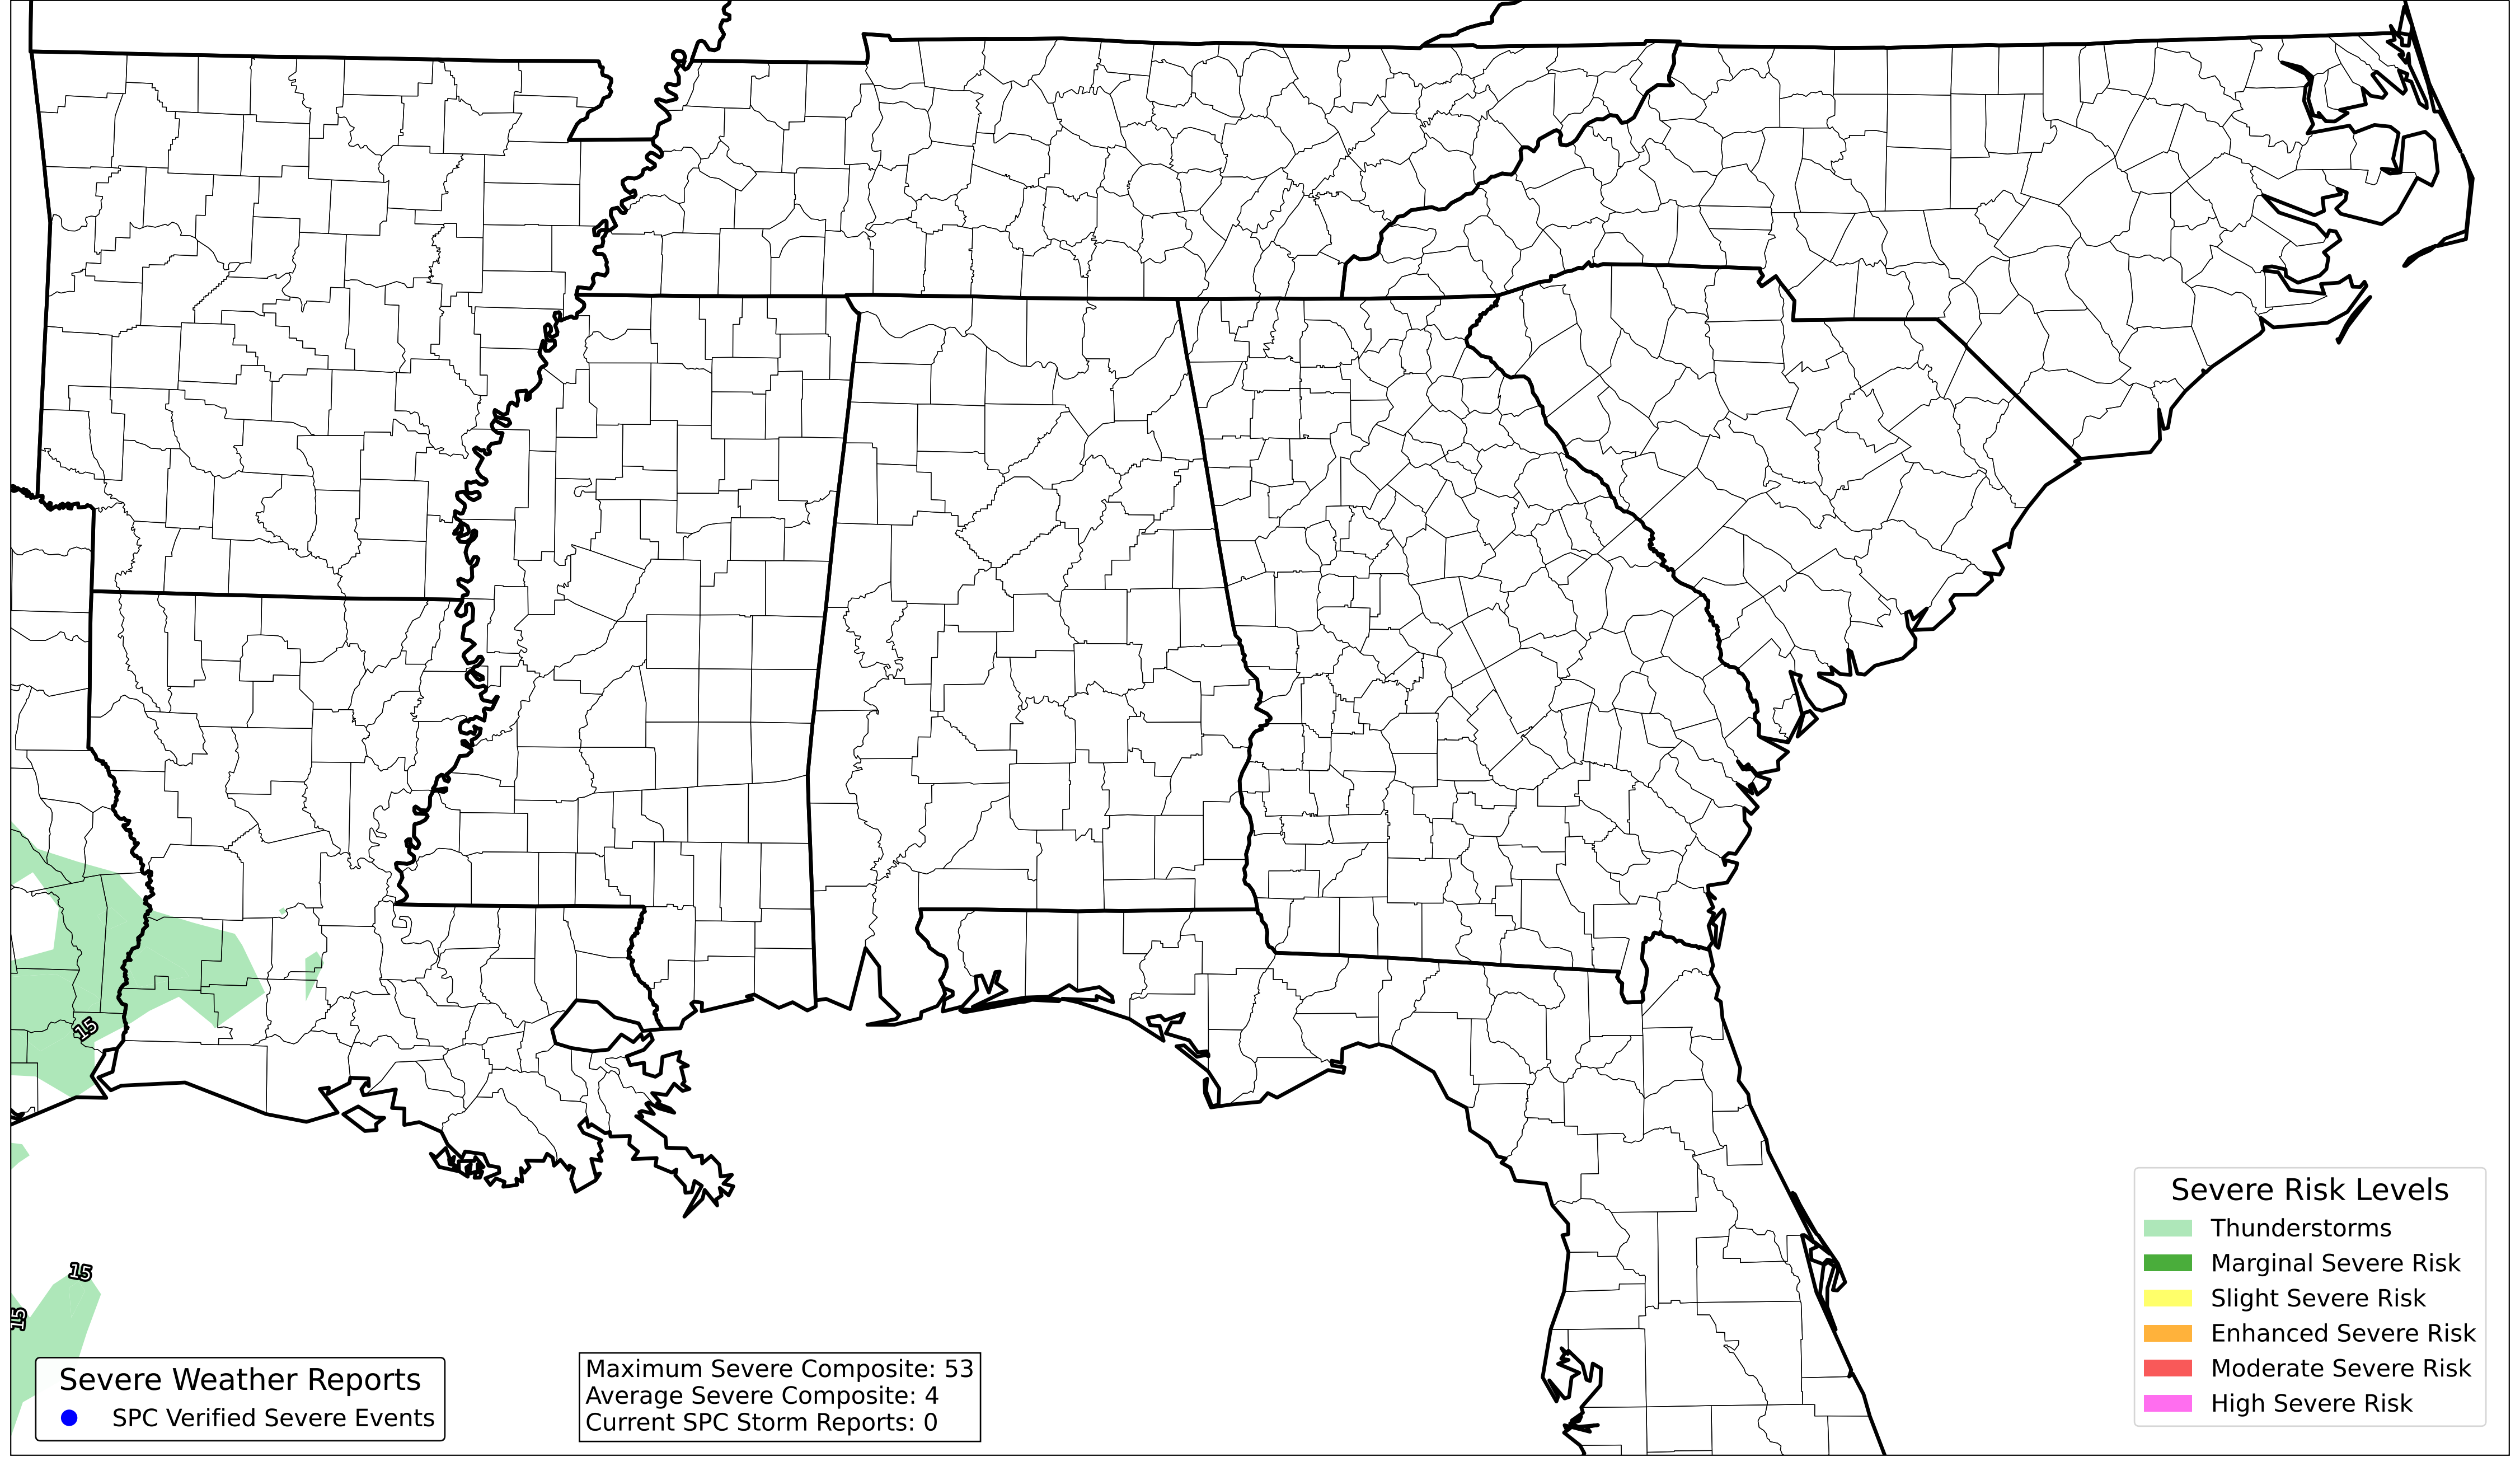 15
15
15
Severe Weather Reports
SPC Verified Severe Events
Maximum Severe Composite: 53
Average Severe Composite: 4
Current SPC Storm Reports: 0
Severe Risk Levels
Thunderstorms
Marginal Severe Risk
Slight Severe Risk
Enhanced Severe Risk
Moderate Severe Risk
High Severe Risk